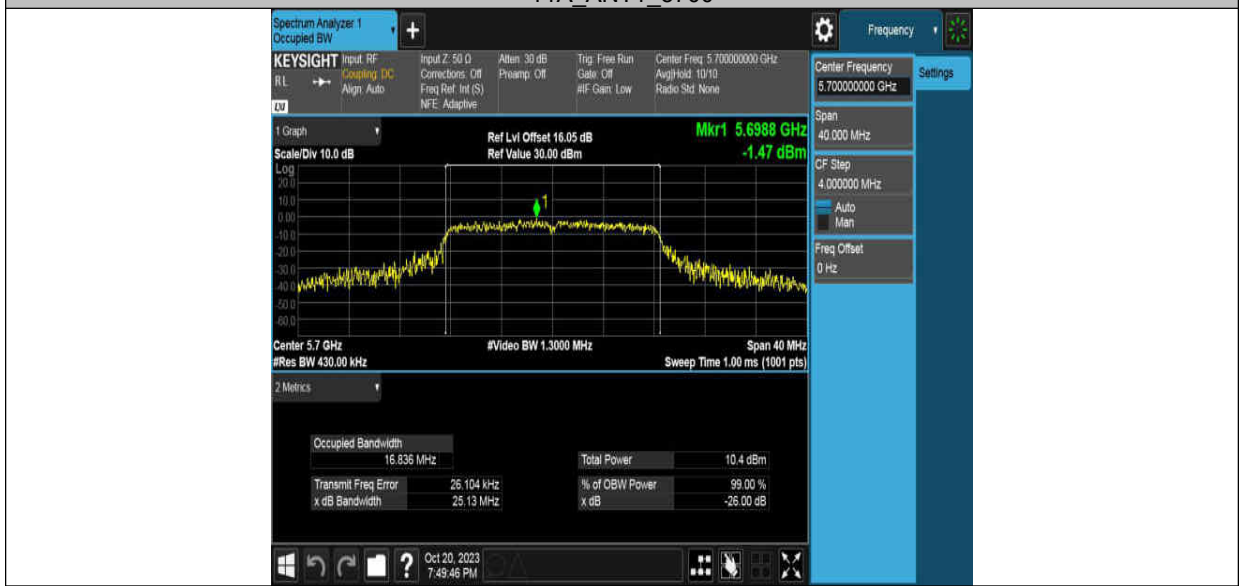 Spectrum Analyzer 1
Occupied BW
+
Frequency
KEYSIGHT
RL
Input: RF
Coupling: DC
Align: Auto
Input Z: 50 Ω
Corrections: Off
Freq Ref: Int (S)
NFE: Adaptive
Atten: 30 dB
Preamp: Off
Trig: Free Run
Gate: Off
#IF Gain: Low
Center Freq: 5.700000000 GHz
Avg|Hold: 10/10
Radio Std: None
Center Frequency
5.700000000 GHz
Settings
Span
40.000 MHz
CF Step
4.000000 MHz
Auto
Man
Freq Offset
0 Hz
1 Graph
Scale/Div 10.0 dB
Ref Lvl Offset 16.05 dB
Ref Value 30.00 dBm
Mkr1 5.6988 GHz
-1.47 dBm
Log
20.0
10.0
0.00
-10.0
-20.0
-30.0
-40.0
-50.0
-60.0
1
Center 5.7 GHz
#Res BW 430.00 kHz
#Video BW 1.3000 MHz
Span 40 MHz
Sweep Time 1.00 ms (1001 pts)
2 Metrics
Occupied Bandwidth
16.836 MHz
Total Power 10.4 dBm
Transmit Freq Error 26.104 kHz
% of OBW Power 99.00 %
x dB Bandwidth 25.13 MHz
x dB -26.00 dB
?
Oct 20, 2023
7:49:46 PM